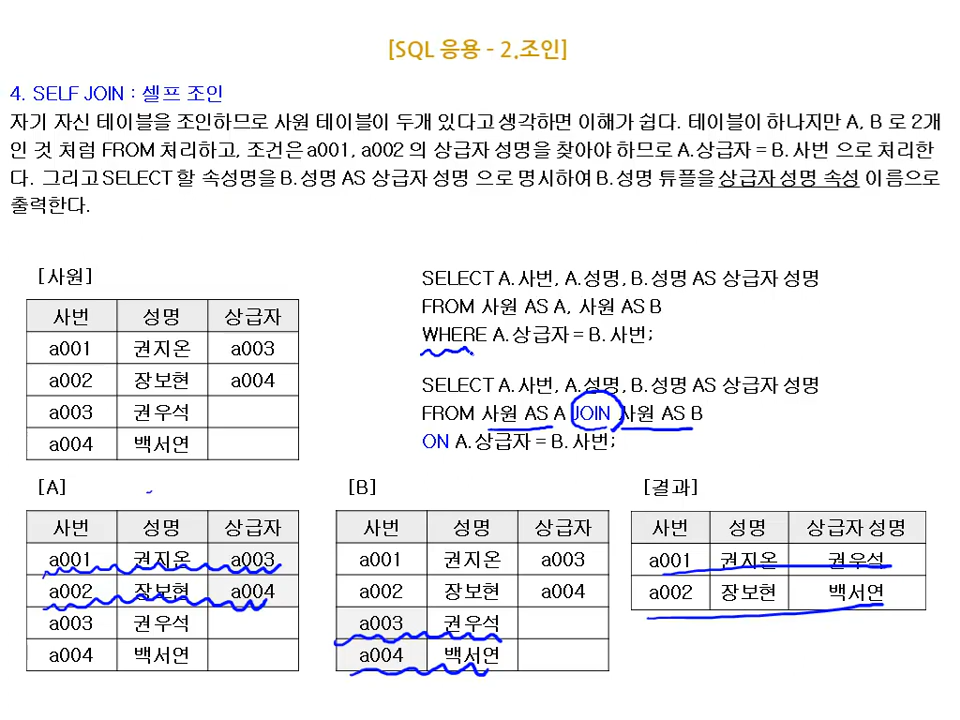 [SQL 응용 - 2.조인]
4. SELF JOIN : 셀프 조인
자기 자신 테이블을 조인하므로 사원 테이블이 두개 있다고 생각하면 이해가 쉽다. 테이블이 하나지만 A, B 로 2개
인 것 처럼 FROM 처리하고, 조건은 a001, a002 의 상급자 성명을 찾아야 하므로 A.상급자 = B. 사번 으로 처리한
다. 그리고 SELECT 할 속성명을 B.성명 AS 상급자 성명 으로 명시하여 B.성명 튜플을 상급자 성명 속성 이름으로
출력한다.
[사원]
사번 성명 상급자
a001 권지온 a003
a002 장보현 a004
a003 권우석
a004 백서연
SELECT A.사번, A.성명, B.성명 AS 상급자 성명
FROM 사원 AS A, 사원 AS B
WHERE A.상급자 = B. 사번;
SELECT A.사번, A.성명, B.성명 AS 상급자 성명
FROM 사원 AS A JOIN 사원 AS B
ON A.상급자 = B. 사번;
[A]
사번 성명 상급자
a001 권지온 a003
a002 장보현 a004
a003 권우석
a004 백서연
[B]
사번 성명 상급자
a001 권지온 a003
a002 장보현 a004
a003 권우석
a004 백서연
[결과]
사번 성명 상급자 성명
a001 권지온 권우석
a002 장보현 백서연